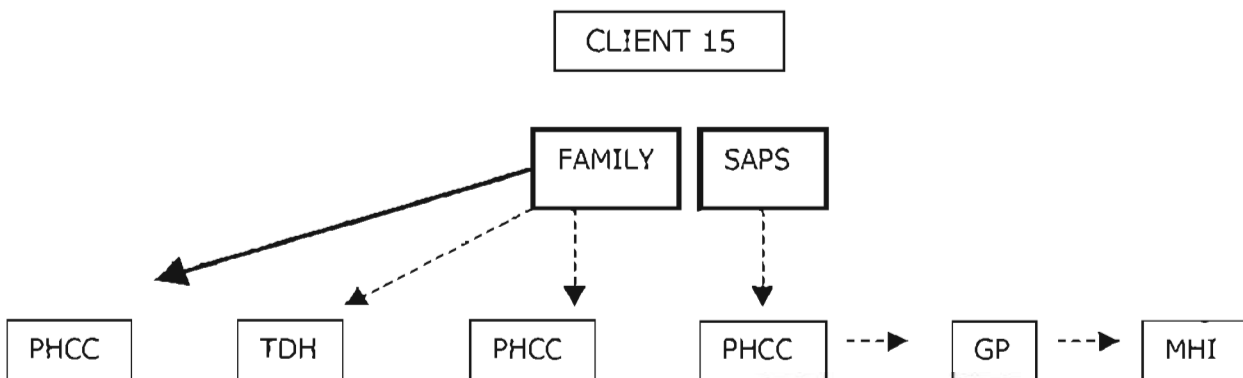 CLIENT 15
FAMILY
SAPS
PHCC
TDH
PHCC
PHCC
GP
MHI